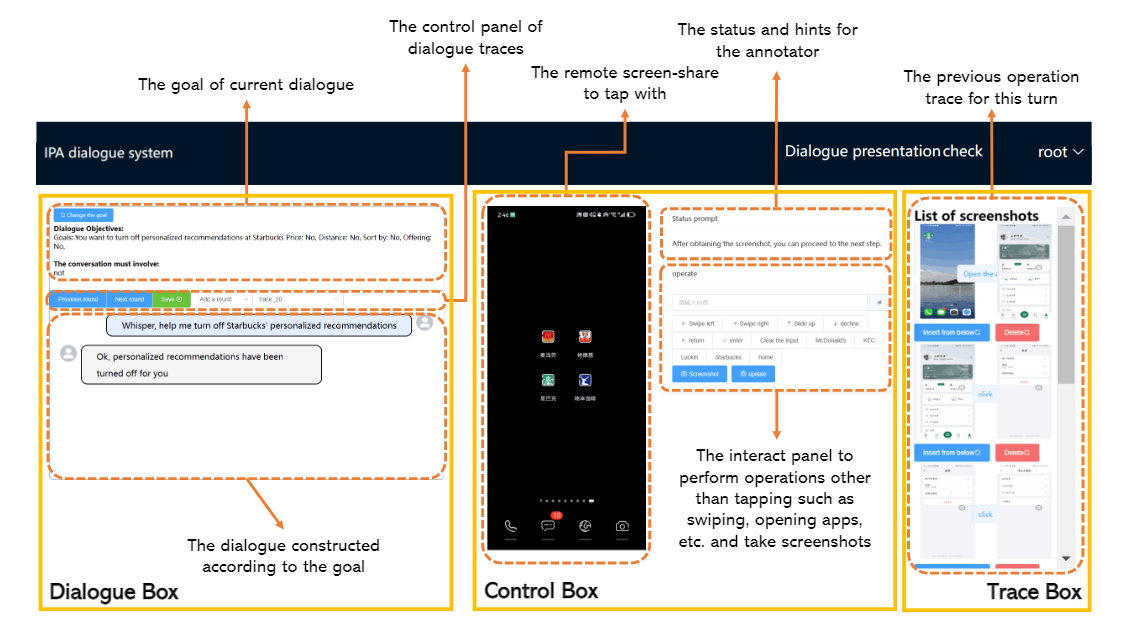 The control panel of
dialogue traces
The status and hints for
the annotator
The goal of current dialogue
The remote screen-share
to tap with
The previous operation
trace for this turn
IPA dialogue system
Dialogue presentation check
root
Change the goal
Dialogue Objectives:
Goals: You want to turn off personalized recommendations at Starbucks Price: No, Distance: No, Sort by: No, Offering:
No,
The conversation must involve:
not
Previous round
Next round
Save
Add a round
trace_20
Whisper, help me turn off Starbucks' personalized recommendations
Ok, personalized recommendations have been
turned off for you
The dialogue constructed
according to the goal
Dialogue Box
2:46
麦当劳
肯德基
星巴克
瑞幸咖啡
10
Control Box
Status prompt
After obtaining the screenshot, you can proceed to the next step.
operate
请输入内容
← Swipe left
→ Swipe right
↑ Slide up
↓ decline
← return
✓ enter
Clear the input
McDonald's
KFC
Luckin
Starbucks
home
Screenshot
update
The interact panel to
perform operations other
than tapping such as
swiping, opening apps,
etc. and take screenshots
List of screenshots
Open the
Insert from below
Delete
click
Insert from below
Delete
click
Trace Box